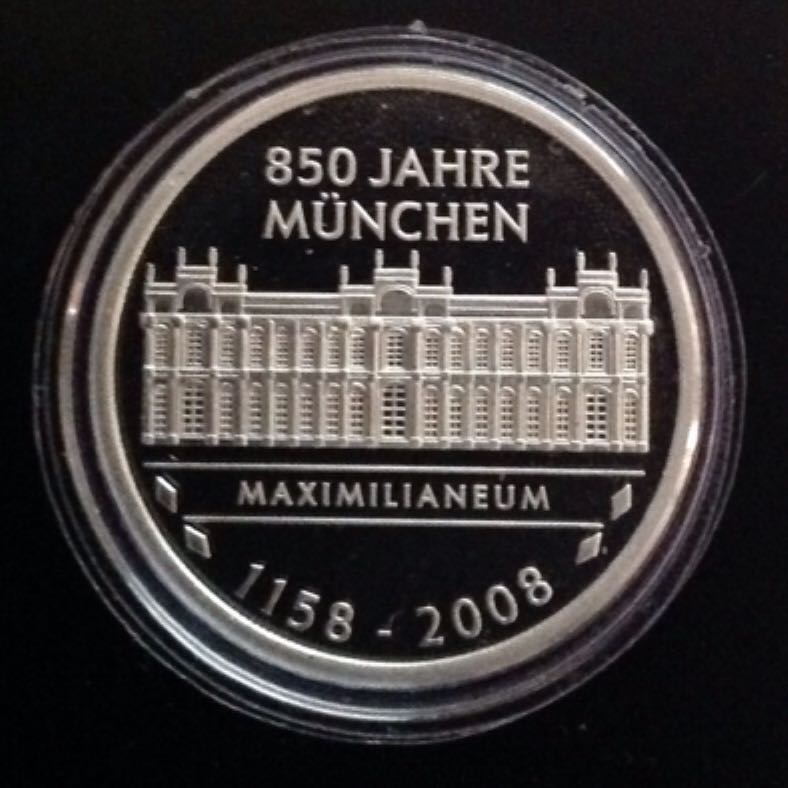 850 JAHRE
MÜNCHEN
MAXIMILIANEUM
1158 - 2008